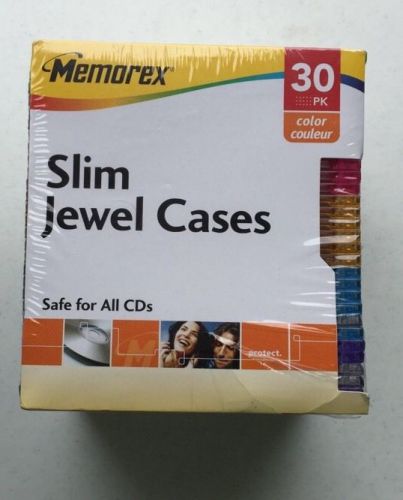 Memorex®
30
PK
color
couleur
Slim
Jewel Cases
Safe for All CDs
protect.